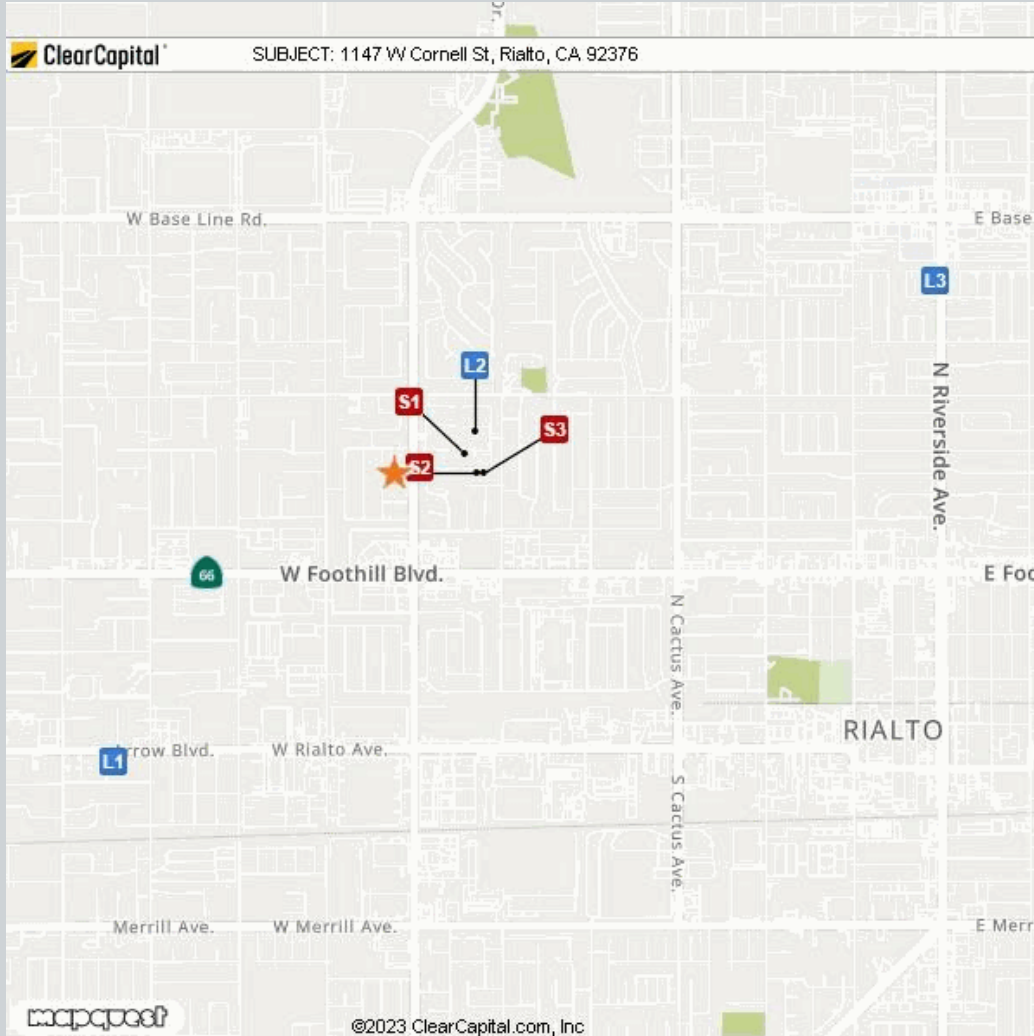 Dr.
ClearCapital
SUBJECT: 1147 W Cornell St, Rialto, CA 92376
W Base Line Rd.
E Base
L3
L2
N Riverside Ave.
S1
S3
S2
66
W Foothill Blvd.
E Foo
N Cactus Ave.
RIALTO
Arrow Blvd.
W Rialto Ave.
L1
S Cactus Ave.
Merrill Ave.
W Merrill Ave.
E Merr
mapquest
©2023 ClearCapital.com, Inc